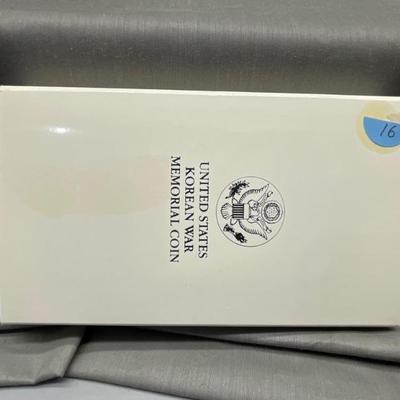 UNITED STATES
KOREAN WAR
MEMORIAL COIN
16